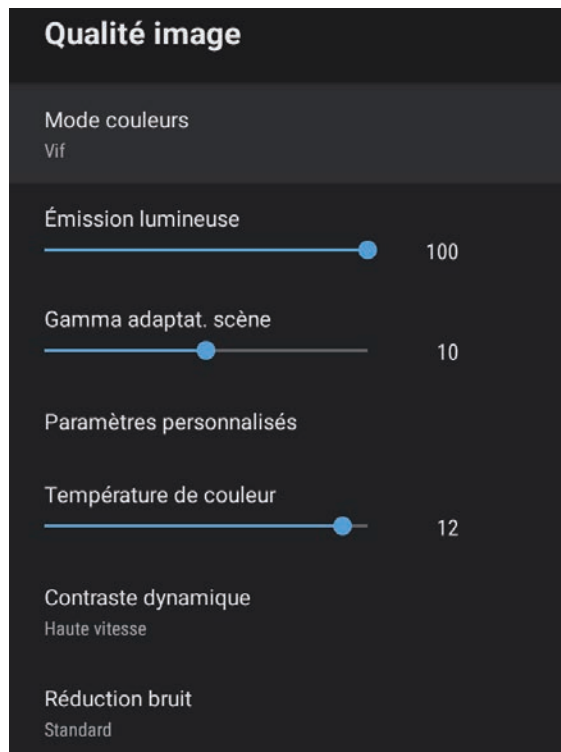 Qualité image
Mode couleurs
Vif
Émission lumineuse
100
Gamma adaptat. scène
10
Paramètres personnalisés
Température de couleur
12
Contraste dynamique
Haute vitesse
Réduction bruit
Standard